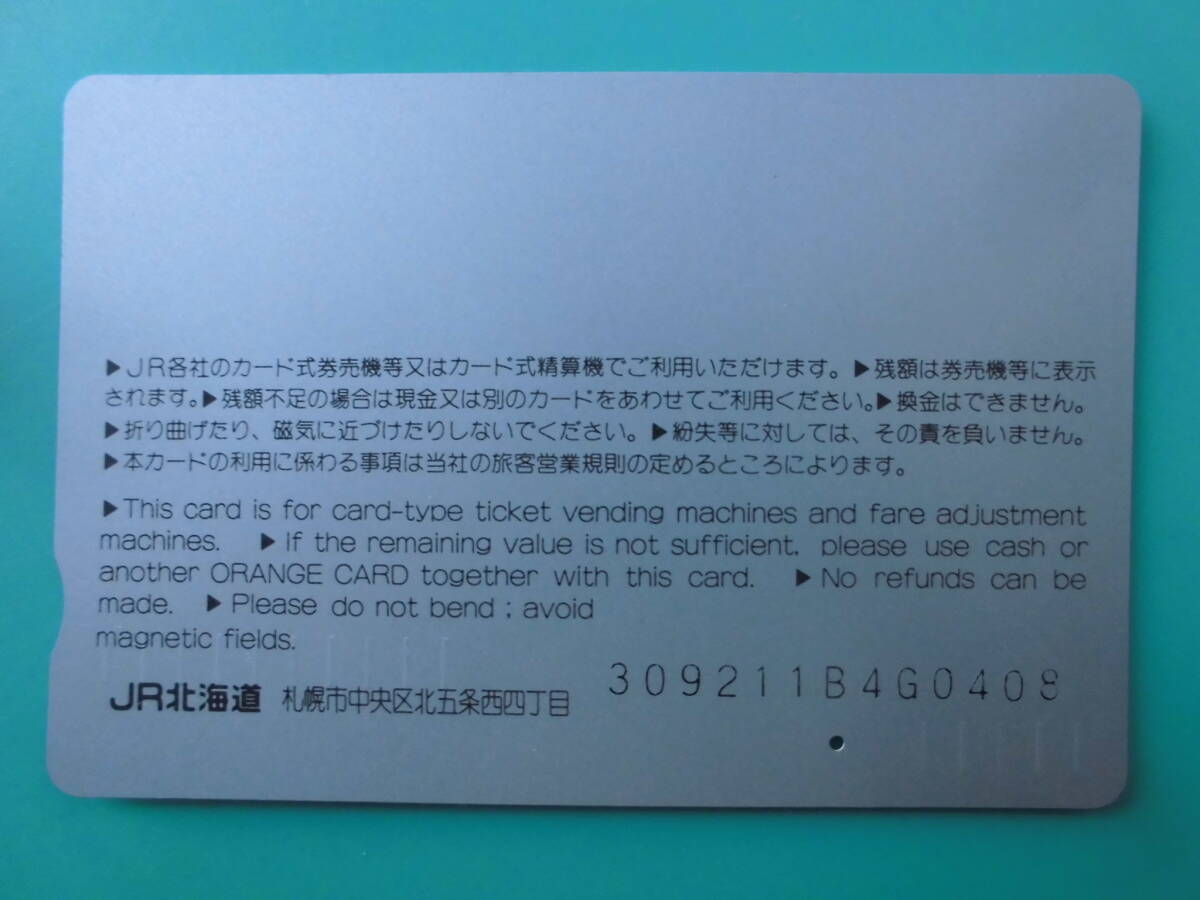 ▶JR各社のカード式券売機等又はカード式精算機でご利用いただけます。▶残額は券売機等に表示
されます。▶残額不足の場合は現金又は別のカードをあわせてご利用ください。▶換金はできません。
▶折り曲げたり、磁気に近づけたりしないでください。▶紛失等に対しては、その責を負いません。
▶本カードの利用に係わる事項は当社の旅客営業規則の定めるところによります。
▶This card is for card-type ticket vending machines and fare adjustment
machines. ▶If the remaining value is not sufficient, please use cash or
another ORANGE CARD together with this card. ▶No refunds can be
made. ▶Please do not bend ; avoid
magnetic fields.
JR北海道 札幌市中央区北五条西四丁目 309211B4G0408